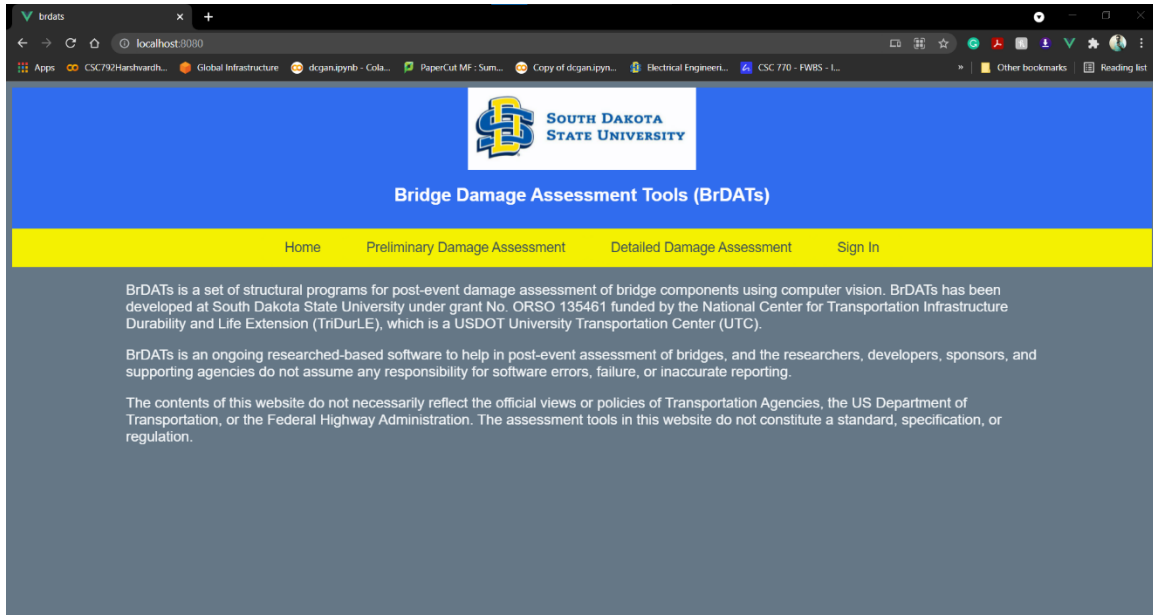 brdats
localhost:8080
Apps CSC792Harshvardh... Global Infrastructure dcgan.ipynb - Cola... PaperCut MF : Sum... Copy of dcgan.ipyn... Electrical Engineeri... CSC 770 - FWBS - I... » Other bookmarks Reading list
SOUTH DAKOTA
STATE UNIVERSITY
Bridge Damage Assessment Tools (BrDATs)
Home Preliminary Damage Assessment Detailed Damage Assessment Sign In
BrDATs is a set of structural programs for post-event damage assessment of bridge components using computer vision. BrDATs has been
developed at South Dakota State University under grant No. ORSO 135461 funded by the National Center for Transportation Infrastructure
Durability and Life Extension (TriDurLE), which is a USDOT University Transportation Center (UTC).
BrDATs is an ongoing researched-based software to help in post-event assessment of bridges, and the researchers, developers, sponsors, and
supporting agencies do not assume any responsibility for software errors, failure, or inaccurate reporting.
The contents of this website do not necessarily reflect the official views or policies of Transportation Agencies, the US Department of
Transportation, or the Federal Highway Administration. The assessment tools in this website do not constitute a standard, specification, or
regulation.